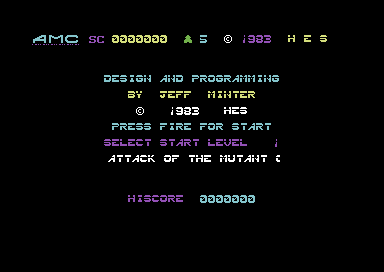 AMC SC 0000000 5 © 1983 H E S
DESIGN AND PROGRAMMING
BY JEFF MINTER
© 1983 HES
PRESS FIRE FOR START
SELECT START LEVEL 1
ATTACK OF THE MUTANT
HISCORE 0000000